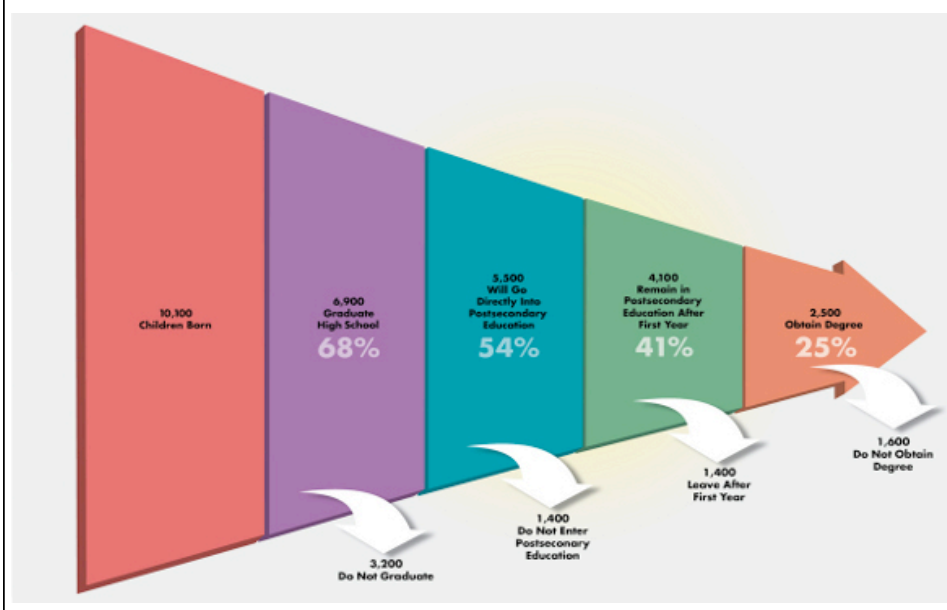 10,100
Children Born
6,900
Graduate
High School
68%
5,500
Will Go
Directly Into
Postsecondary
Education
54%
4,100
Remain in
Postsecondary
Education After
First Year
41%
2,500
Obtain Degree
25%
3,200
Do Not Graduate
1,400
Do Not Enter
Postseconary
Education
1,400
Leave After
First Year
1,600
Do Not Obtain
Degree